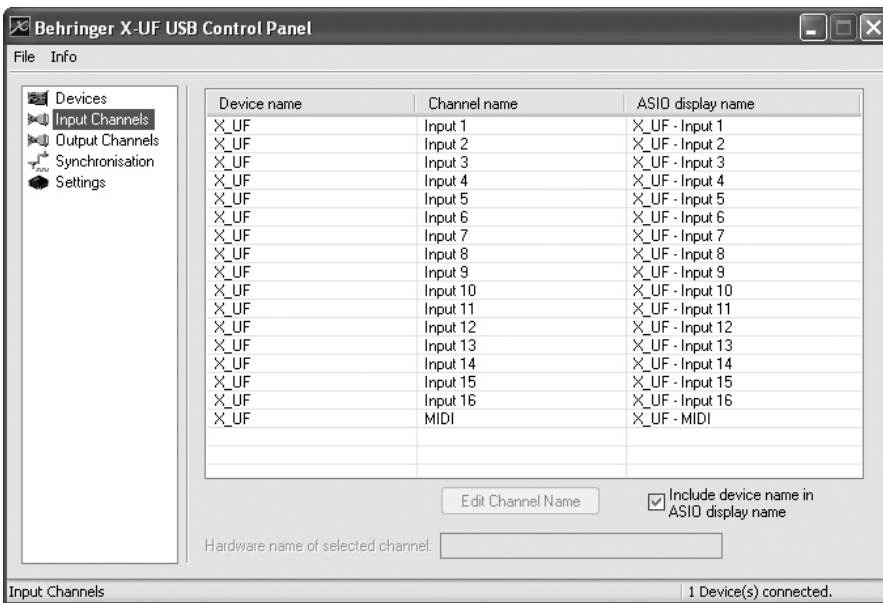 Behringer X-UF USB Control Panel
File Info
Devices
Input Channels
Output Channels
Synchronisation
Settings
Device name Channel name ASIO display name
X_UF Input 1 X_UF - Input 1
X_UF Input 2 X_UF - Input 2
X_UF Input 3 X_UF - Input 3
X_UF Input 4 X_UF - Input 4
X_UF Input 5 X_UF - Input 5
X_UF Input 6 X_UF - Input 6
X_UF Input 7 X_UF - Input 7
X_UF Input 8 X_UF - Input 8
X_UF Input 9 X_UF - Input 9
X_UF Input 10 X_UF - Input 10
X_UF Input 11 X_UF - Input 11
X_UF Input 12 X_UF - Input 12
X_UF Input 13 X_UF - Input 13
X_UF Input 14 X_UF - Input 14
X_UF Input 15 X_UF - Input 15
X_UF Input 16 X_UF - Input 16
X_UF MIDI X_UF - MIDI
Edit Channel Name
Include device name in
ASIO display name
Hardware name of selected channel:
Input Channels 1 Device(s) connected.